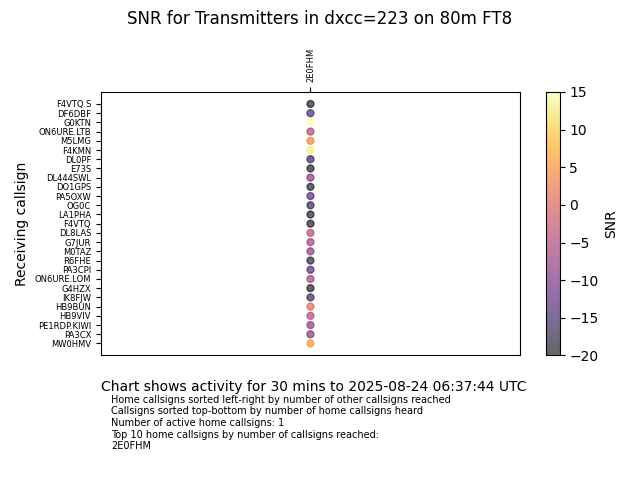 SNR for Transmitters in dxcc=223 on 80m FT8
2E0FHM
F4VTQ.S
DF6DBF
G0KTN
ON6URE.LTB
M5LMG
F4KMN
DL0PF
E73S
DL444SWL
DO1GPS
PA5OXW
OG0C
LA1PHA
F4VTQ
DL8LAS
G7JUR
M0TAZ
R6FHE
PA3CPI
ON6URE.LOM
G4HZX
IK8FJW
HB9BUN
HB9VIV
PE1RDP.KIWI
PA3CX
MW0HMV
Receiving callsign
15
10
5
0
−5
−10
−15
−20
SNR
Chart shows activity for 30 mins to 2025-08-24 06:37:44 UTC
Home callsigns sorted left-right by number of other callsigns reached
Callsigns sorted top-bottom by number of home callsigns heard
Number of active home callsigns: 1
Top 10 home callsigns by number of callsigns reached:
2E0FHM